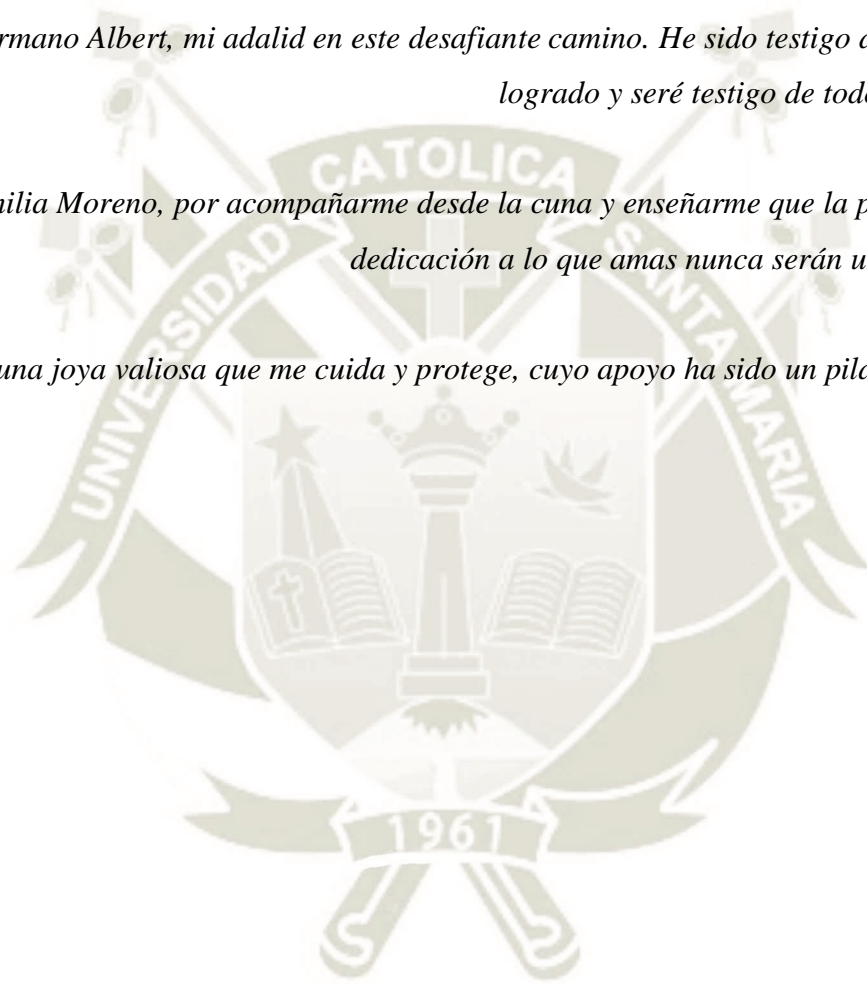 rmano Albert, mi adalid en este desafiante camino. He sido testigo
logrado y seré testigo de tod
ilia Moreno, por acompañarme desde la cuna y enseñarme que la p
dedicación a lo que amas nunca serán u
una joya valiosa que me cuida y protege, cuyo apoyo ha sido un pil
UNIVERSIDAD CATOLICA SANTA MARIA
1961